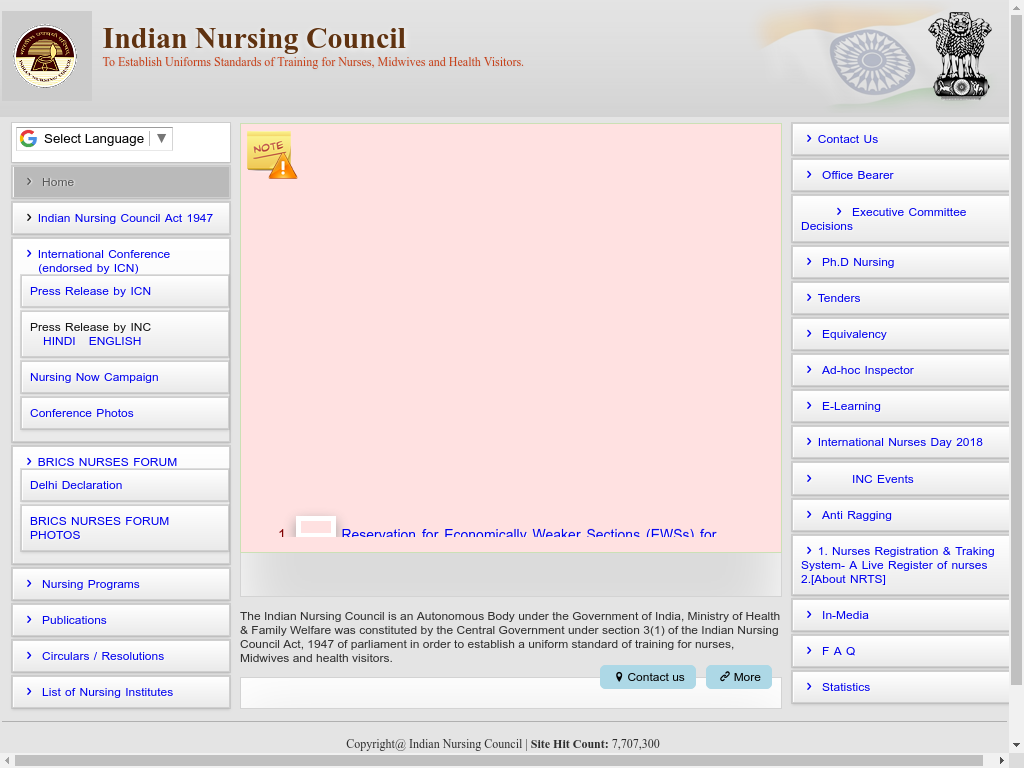 Indian Nursing Council
To Establish Uniforms Standards of Training for Nurses, Midwives and Health Visitors.
Select Language
Home
Indian Nursing Council Act 1947
International Conference
(endorsed by ICN)
Press Release by ICN
Press Release by INC
HINDI ENGLISH
Nursing Now Campaign
Conference Photos
BRICS NURSES FORUM
Delhi Declaration
BRICS NURSES FORUM
PHOTOS
Nursing Programs
Publications
Circulars / Resolutions
List of Nursing Institutes
NOTE
1. Reservation for Economically Weaker Sections (EWSs) for
The Indian Nursing Council is an Autonomous Body under the Government of India, Ministry of Health
& Family Welfare was constituted by the Central Government under section 3(1) of the Indian Nursing
Council Act, 1947 of parliament in order to establish a uniform standard of training for nurses,
Midwives and health visitors.
Contact us More
Contact Us
Office Bearer
Executive Committee
Decisions
Ph.D Nursing
Tenders
Equivalency
Ad-hoc Inspector
E-Learning
International Nurses Day 2018
INC Events
Anti Ragging
1. Nurses Registration & Traking
System- A Live Register of nurses
2.[About NRTS]
In-Media
F A Q
Statistics
Copyright@ Indian Nursing Council | Site Hit Count: 7,707,300